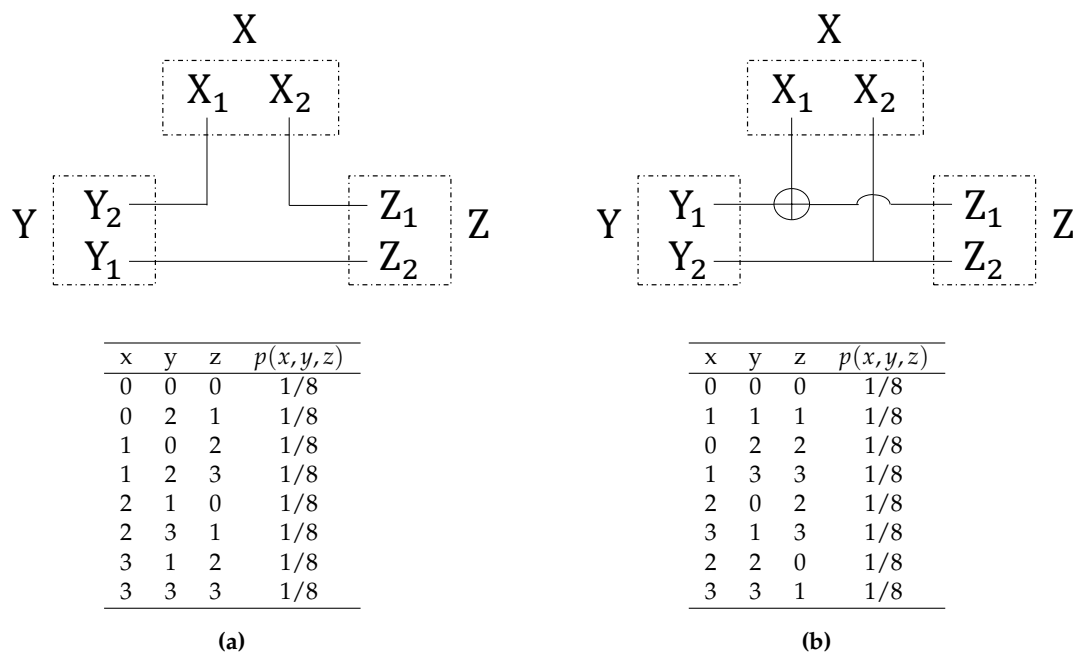 X
X₁ X₂
Y
Y₂
Y₁
Z₁
Z₂
Z
x y z p(x, y, z)
0 0 0 1/8
0 2 1 1/8
1 0 2 1/8
1 2 3 1/8
2 1 0 1/8
2 3 1 1/8
3 1 2 1/8
3 3 3 1/8
(a)
X
X₁ X₂
Y
Y₁
Y₂
Z₁
Z₂
Z
x y z p(x, y, z)
0 0 0 1/8
1 1 1 1/8
0 2 2 1/8
1 3 3 1/8
2 0 2 1/8
3 1 3 1/8
2 2 0 1/8
3 3 1 1/8
(b)